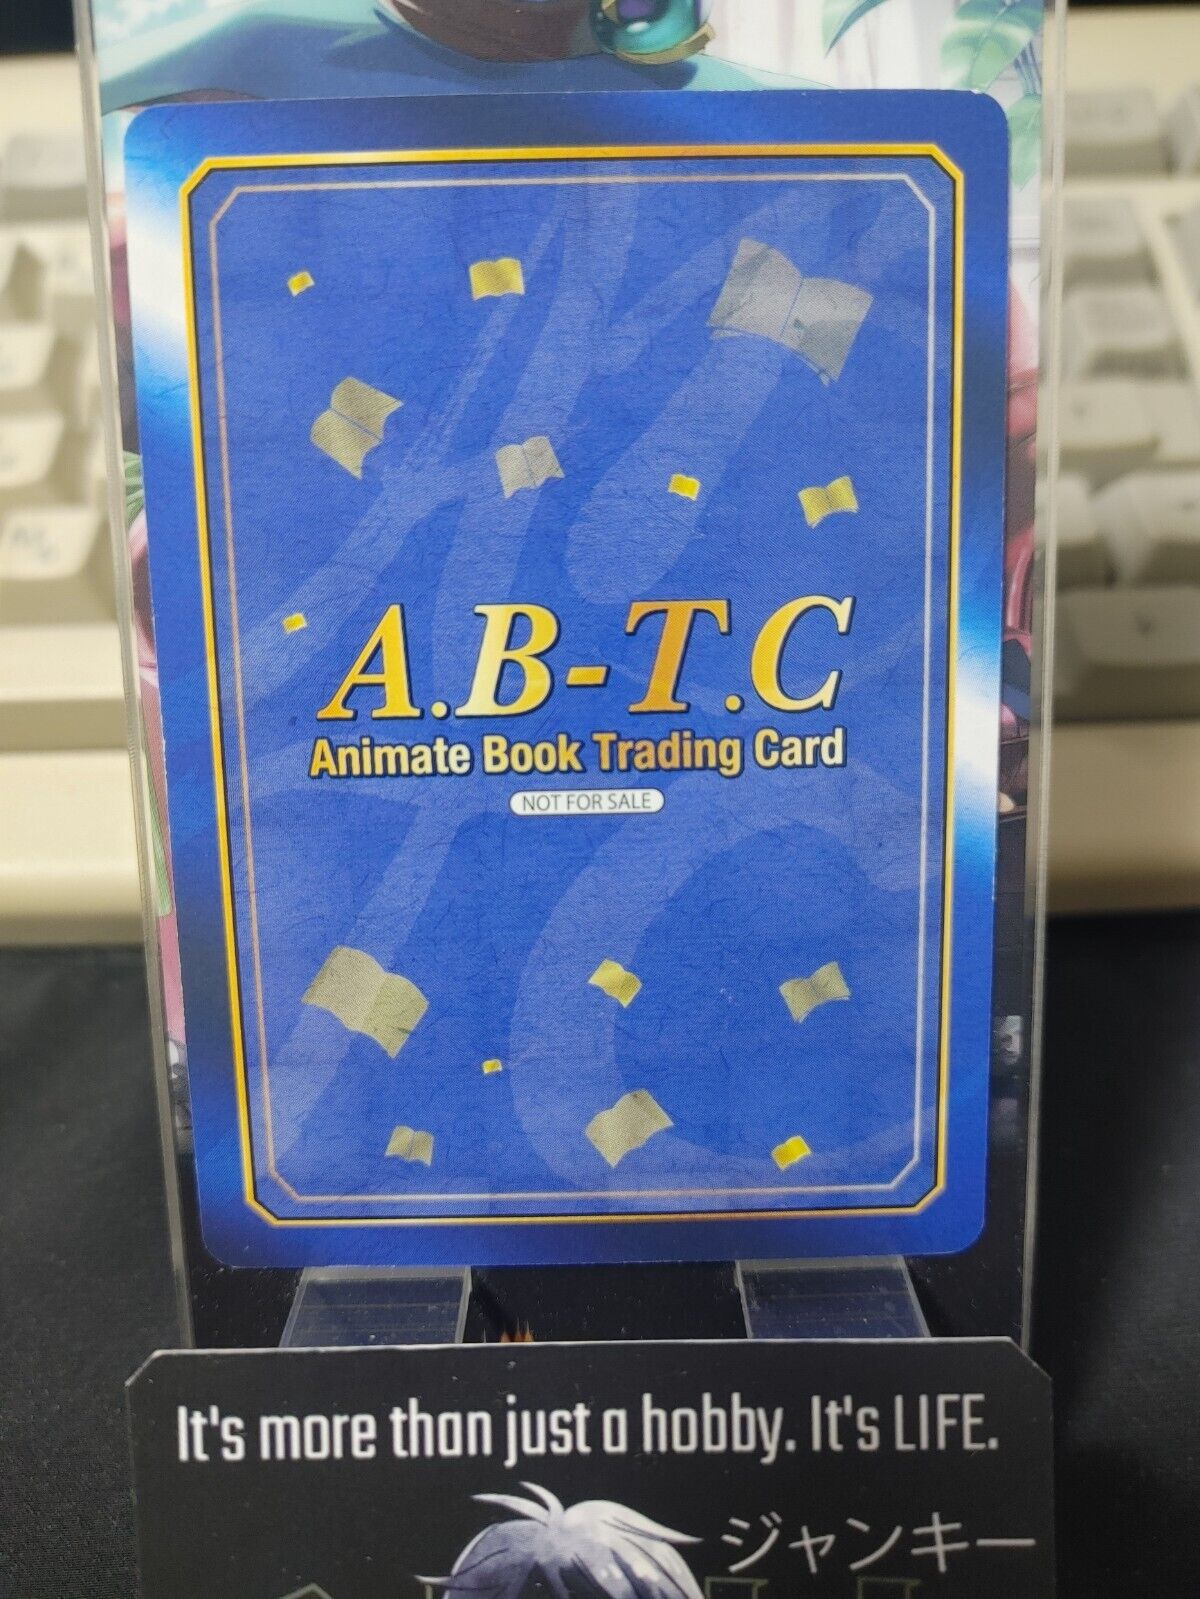 A.B-T.C
Animate Book Trading Card
NOT FOR SALE
It's more than just a hobby. It's LIFE.
ジャンキー